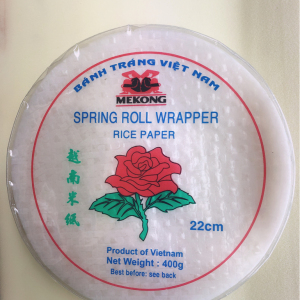 BÁNH TRÁNG VIỆT NAM
MEKONG
SPRING ROLL WRAPPER
RICE PAPER
越南米纸
22cm
Product of Vietnam
Net Weight : 400g
Best before: see back